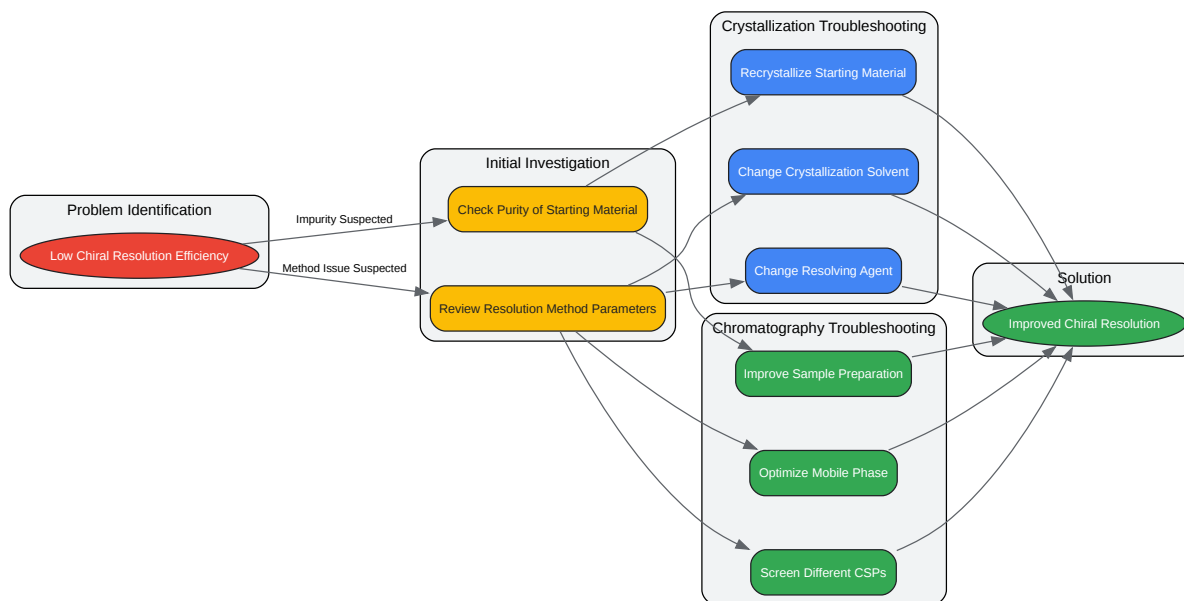 Problem Identification
Low Chiral Resolution Efficiency
Impurity Suspected
Method Issue Suspected
Initial Investigation
Check Purity of Starting Material
Review Resolution Method Parameters
Crystallization Troubleshooting
Recrystallize Starting Material
Change Crystallization Solvent
Change Resolving Agent
Chromatography Troubleshooting
Improve Sample Preparation
Optimize Mobile Phase
Screen Different CSPs
Solution
Improved Chiral Resolution